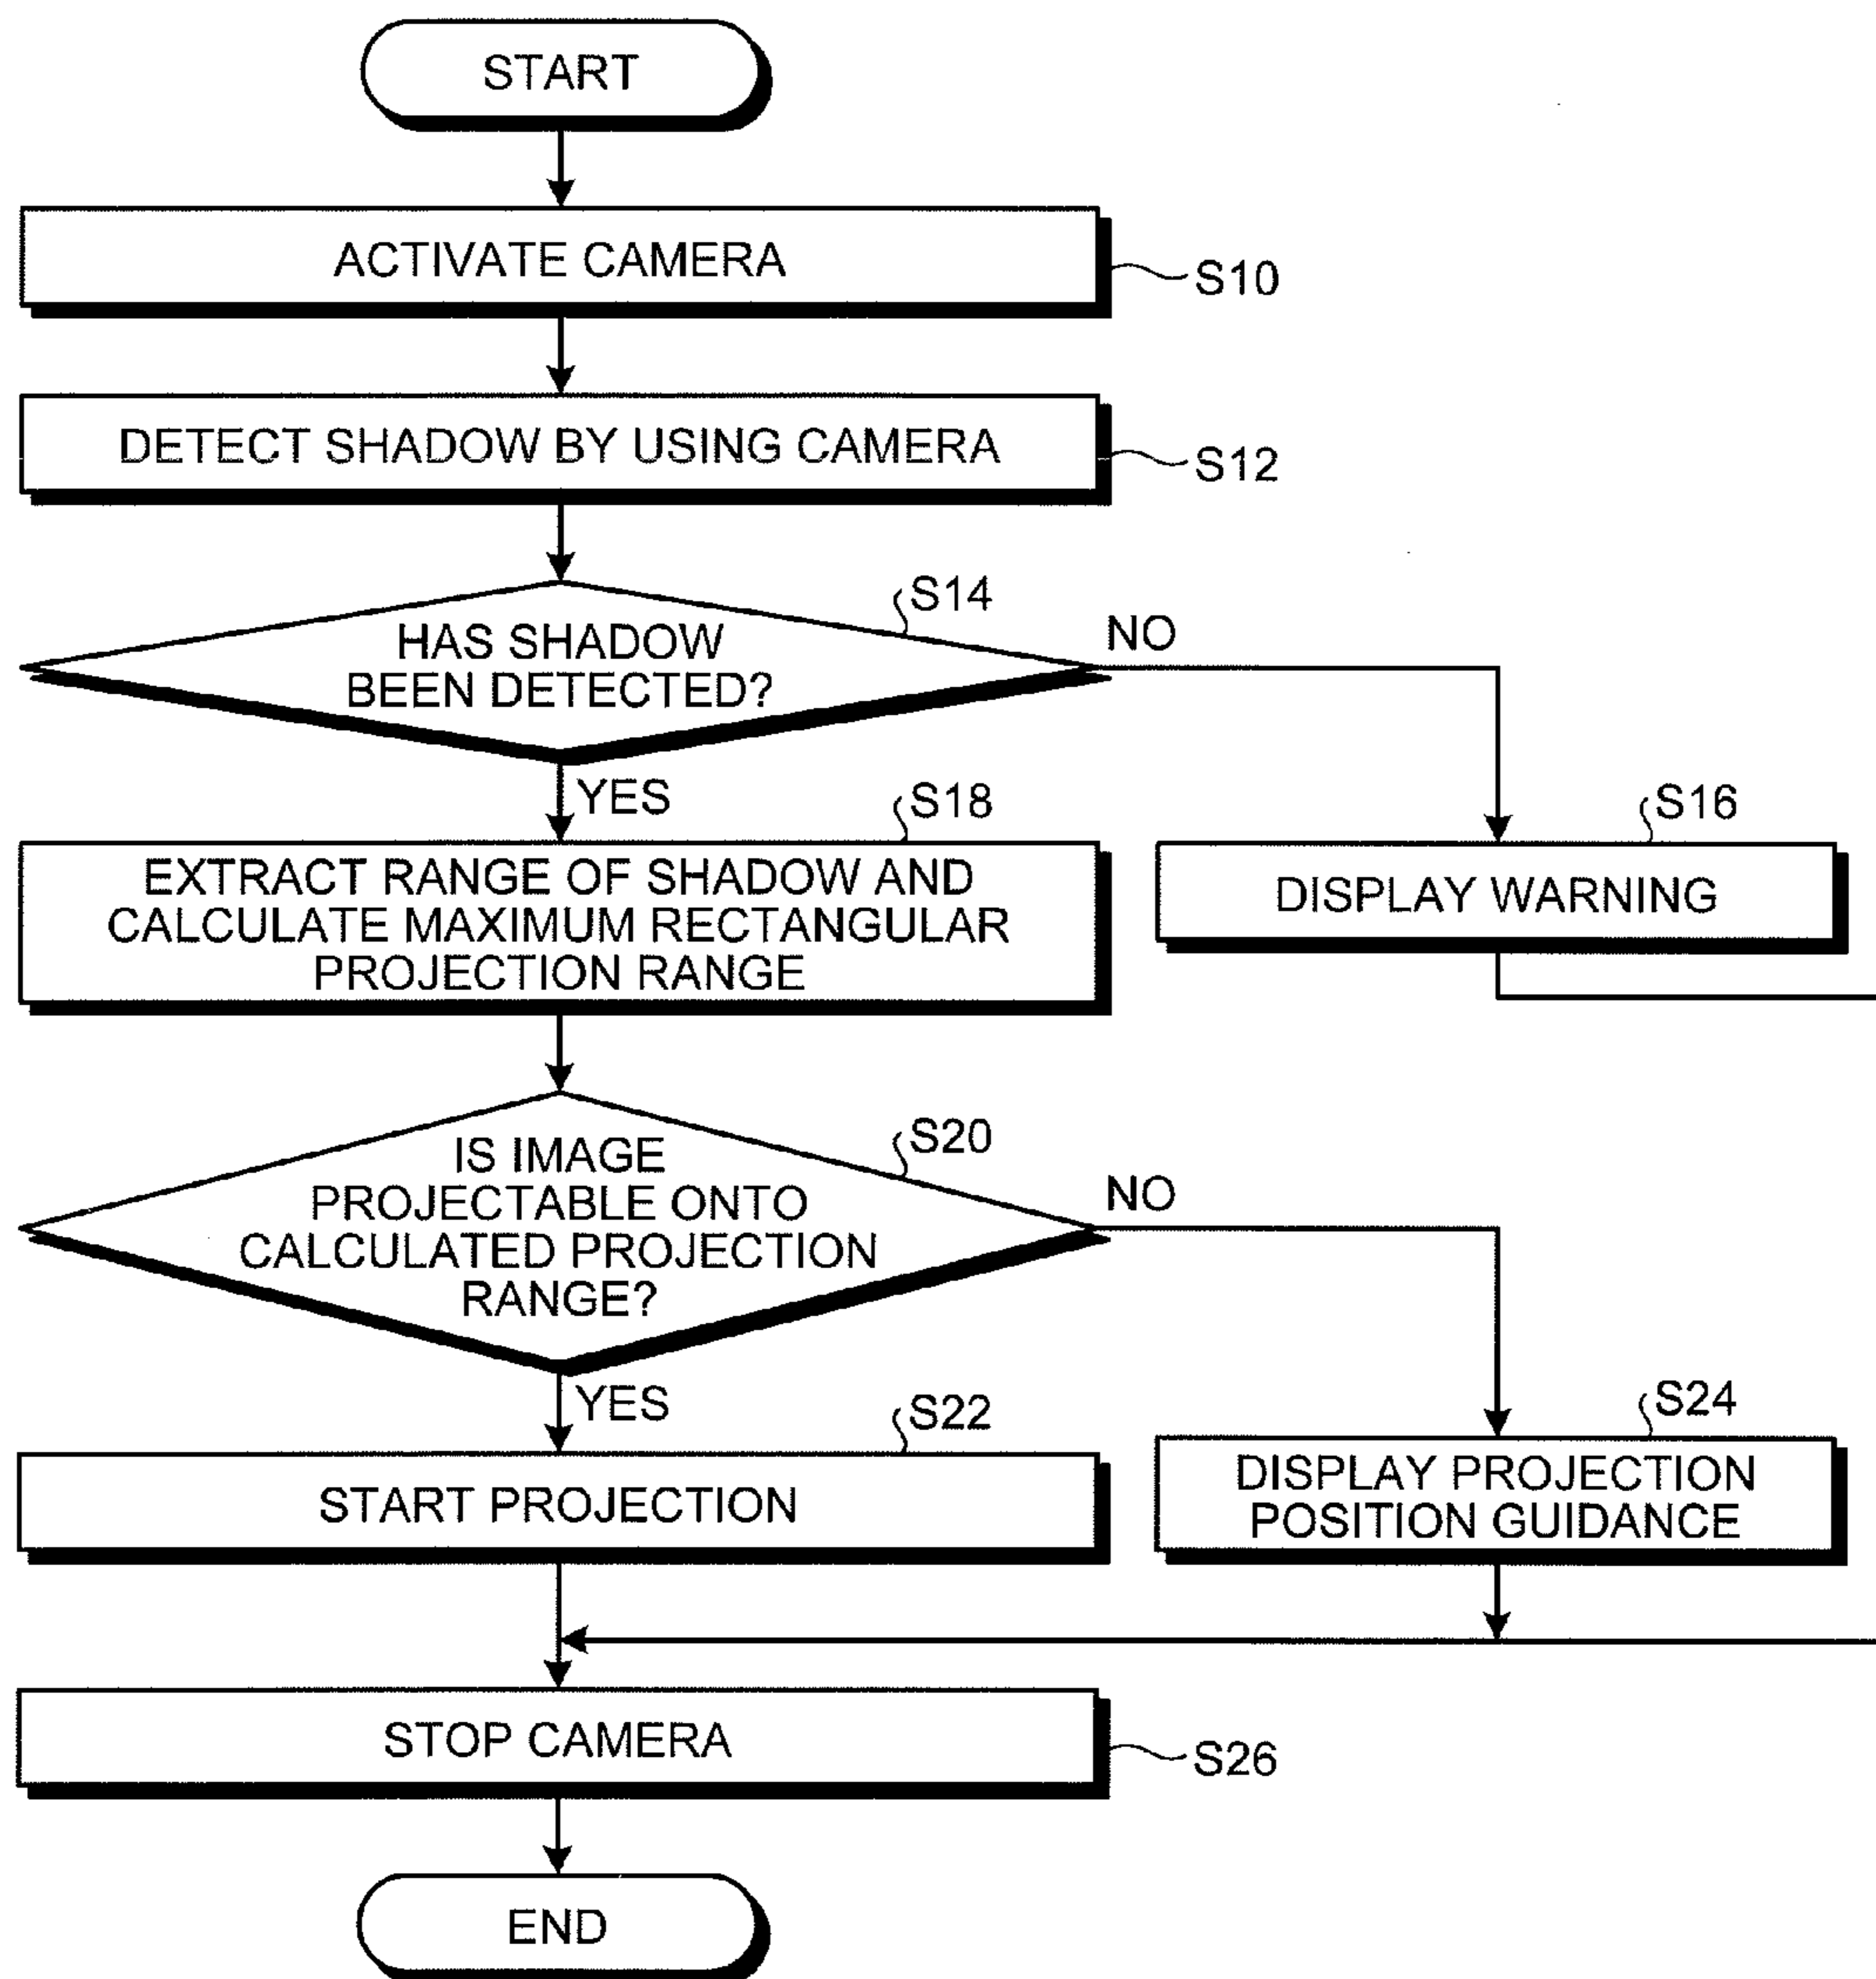 START
ACTIVATE CAMERA
S10
DETECT SHADOW BY USING CAMERA
S12
S14
HAS SHADOW
BEEN DETECTED?
NO
YES
S18
EXTRACT RANGE OF SHADOW AND
CALCULATE MAXIMUM RECTANGULAR
PROJECTION RANGE
S16
DISPLAY WARNING
S20
IS IMAGE
PROJECTABLE ONTO
CALCULATED PROJECTION
RANGE?
NO
YES
S22
START PROJECTION
S24
DISPLAY PROJECTION
POSITION GUIDANCE
STOP CAMERA
S26
END